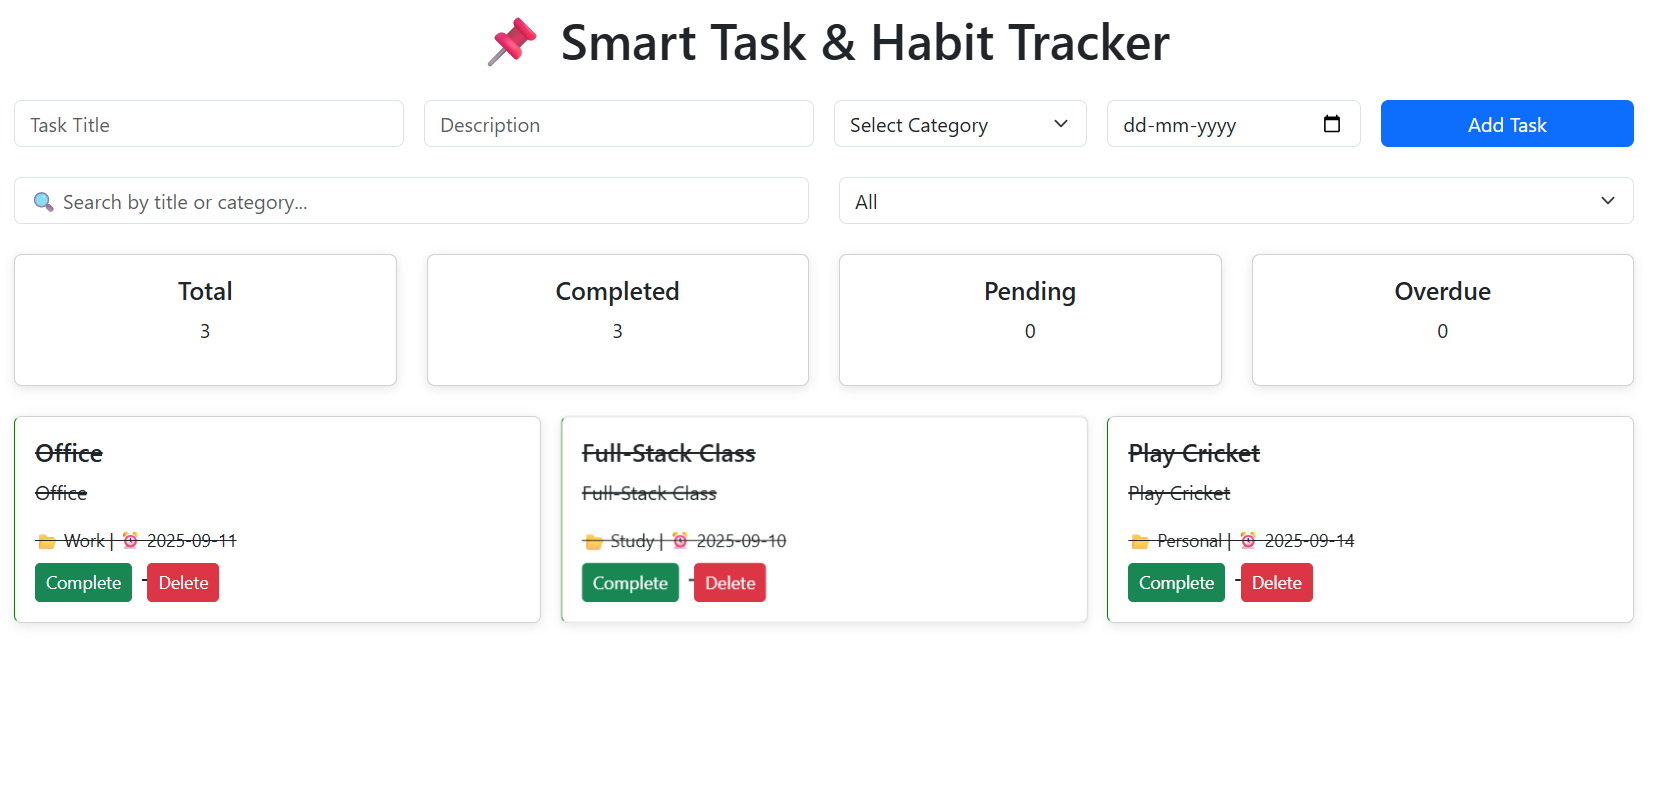 📌 Smart Task & Habit Tracker
Task Title
Description
Select Category
dd-mm-yyyy
Add Task
🔍 Search by title or category...
All
Total
3
Completed
3
Pending
0
Overdue
0
Office
Office
📂 Work | ⏰ 2025-09-11
Complete Delete
Full-Stack Class
Full-Stack Class
📂 Study | ⏰ 2025-09-10
Complete Delete
Play Cricket
Play Cricket
📂 Personal | ⏰ 2025-09-14
Complete Delete